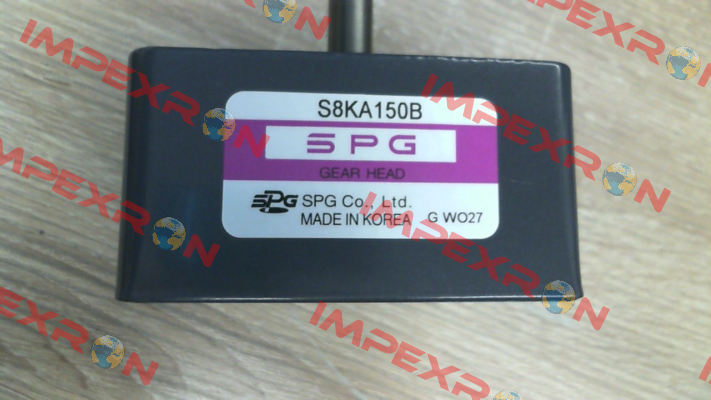 S8KA150B
SPG
GEAR HEAD
SPG SPG Co., Ltd.
MADE IN KOREA G WO27
IMPEXRON
IMPEXRON
IMPEXRON
IMPEXRON
IMPEXRON
IMPEXRON